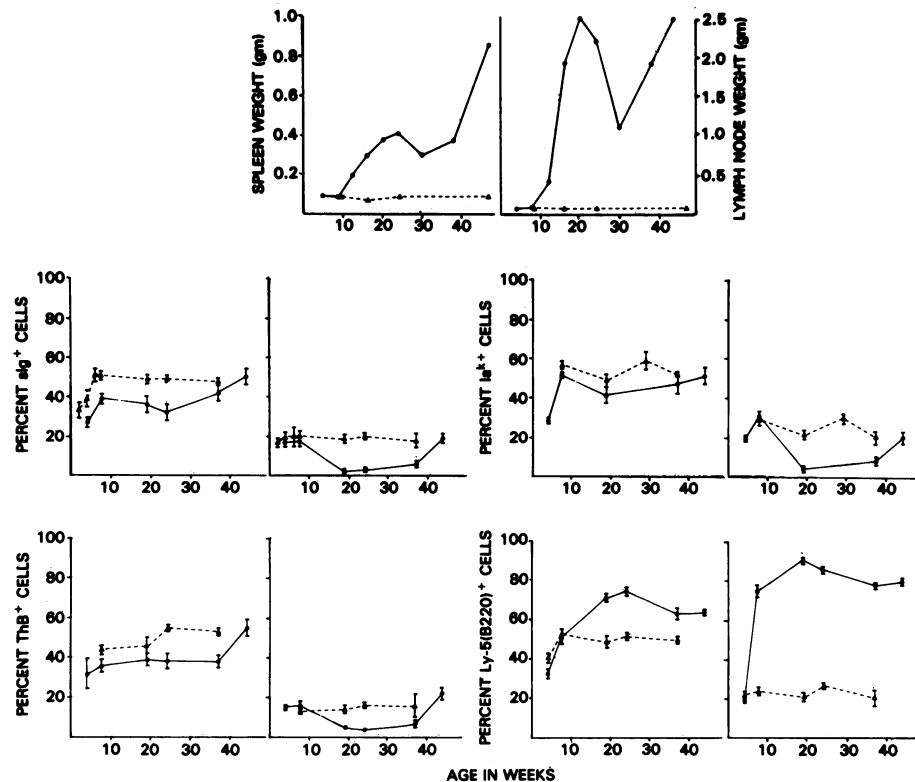 SPLEEN WEIGHT (gm)
1.0
0.8
0.6
0.4
0.2
10 20 30 40
10 20 30 40
2.5
2.0
1.5
1.0
0.5
LYMPH NODE WEIGHT (gm)
PERCENT sIg+ CELLS
100
80
60
40
20
10 20 30 40
10 20 30 40
PERCENT Iak+ CELLS
100
80
60
40
20
10 20 30 40
10 20 30 40
PERCENT ThB+ CELLS
100
80
60
40
20
10 20 30 40
10 20 30 40
PERCENT Ly-5(B220)+ CELLS
100
80
60
40
20
10 20 30 40
10 20 30 40
AGE IN WEEKS